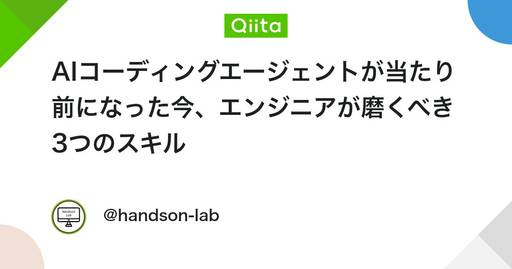 Qiita
AIコーディングエージェントが当たり
前になった今、エンジニアが磨くべき
3つのスキル
@handson-lab